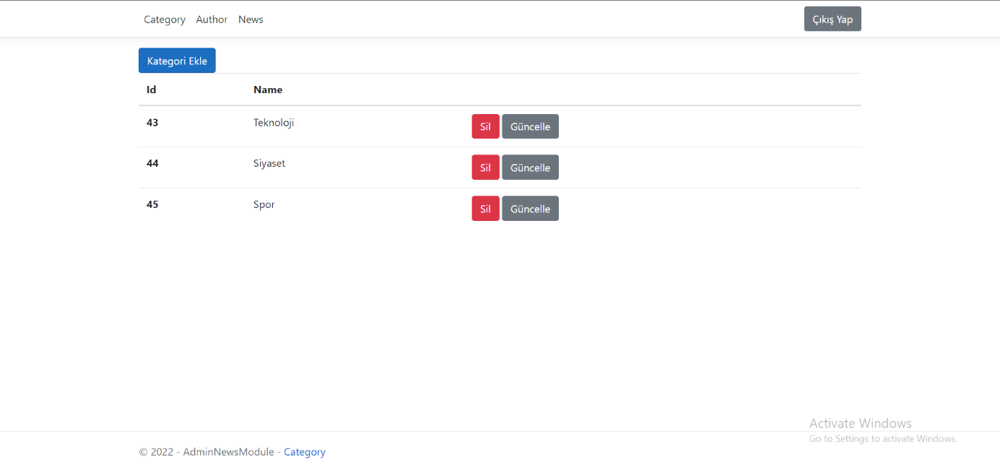 Category Author News Çıkış Yap
Kategori Ekle
Id Name
43 Teknoloji Sil Güncelle
44 Siyaset Sil Güncelle
45 Spor Sil Güncelle
Activate Windows
Go to Settings to activate Windows.
© 2022 - AdminNewsModule - Category